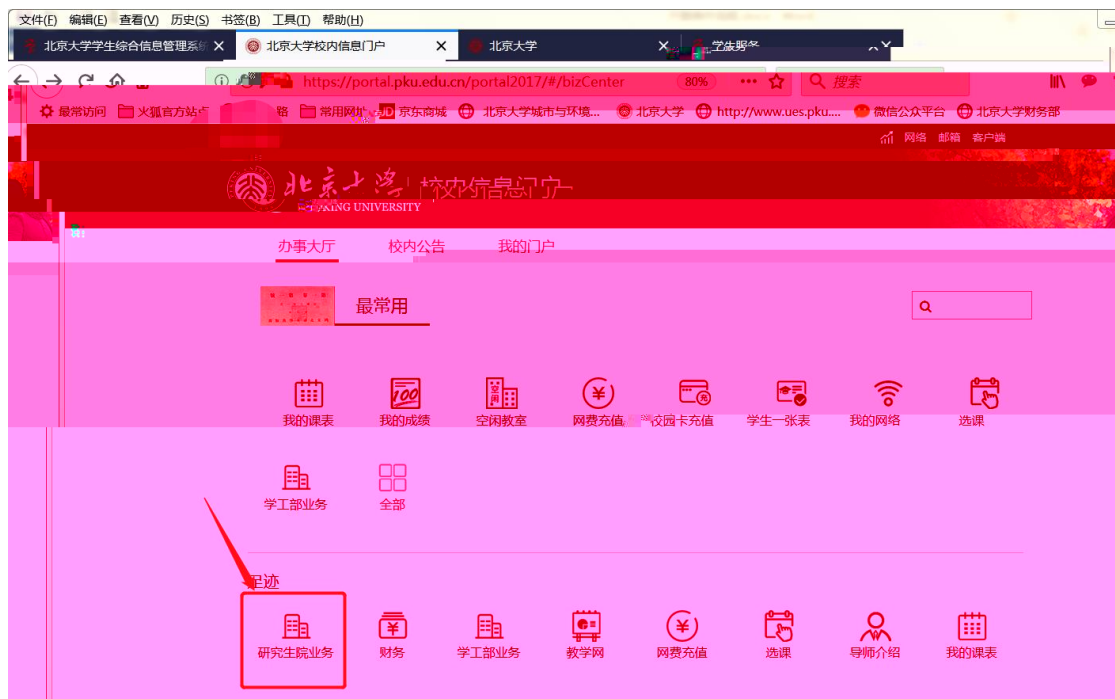 文件(F) 编辑(E) 查看(V) 历史(S) 书签(B) 工具(T) 帮助(H)
北京大学学生综合信息管理系 北京大学校内信息门户 北京大学 学生服务
https://portal.pku.edu.cn/portal2017/#/bizCenter 80% 搜索
最常访问 火狐官方站点 路 常用网址 JD 京东商城 北京大学城市与环境... 北京大学 http://www.ues.pku.... 微信公众平台 北京大学财务部
网络 邮箱 客户端
北京大学 校内信息门户
PEKING UNIVERSITY
办事大厅 校内公告 我的门户
最常用
我的课表 我的成绩 空闲教室 网费充值 校园卡充值 学生一张表 我的网络 选课
学工部业务 全部
足迹
研究生院业务 财务 学工部业务 教学网 网费充值 选课 导师介绍 我的课表